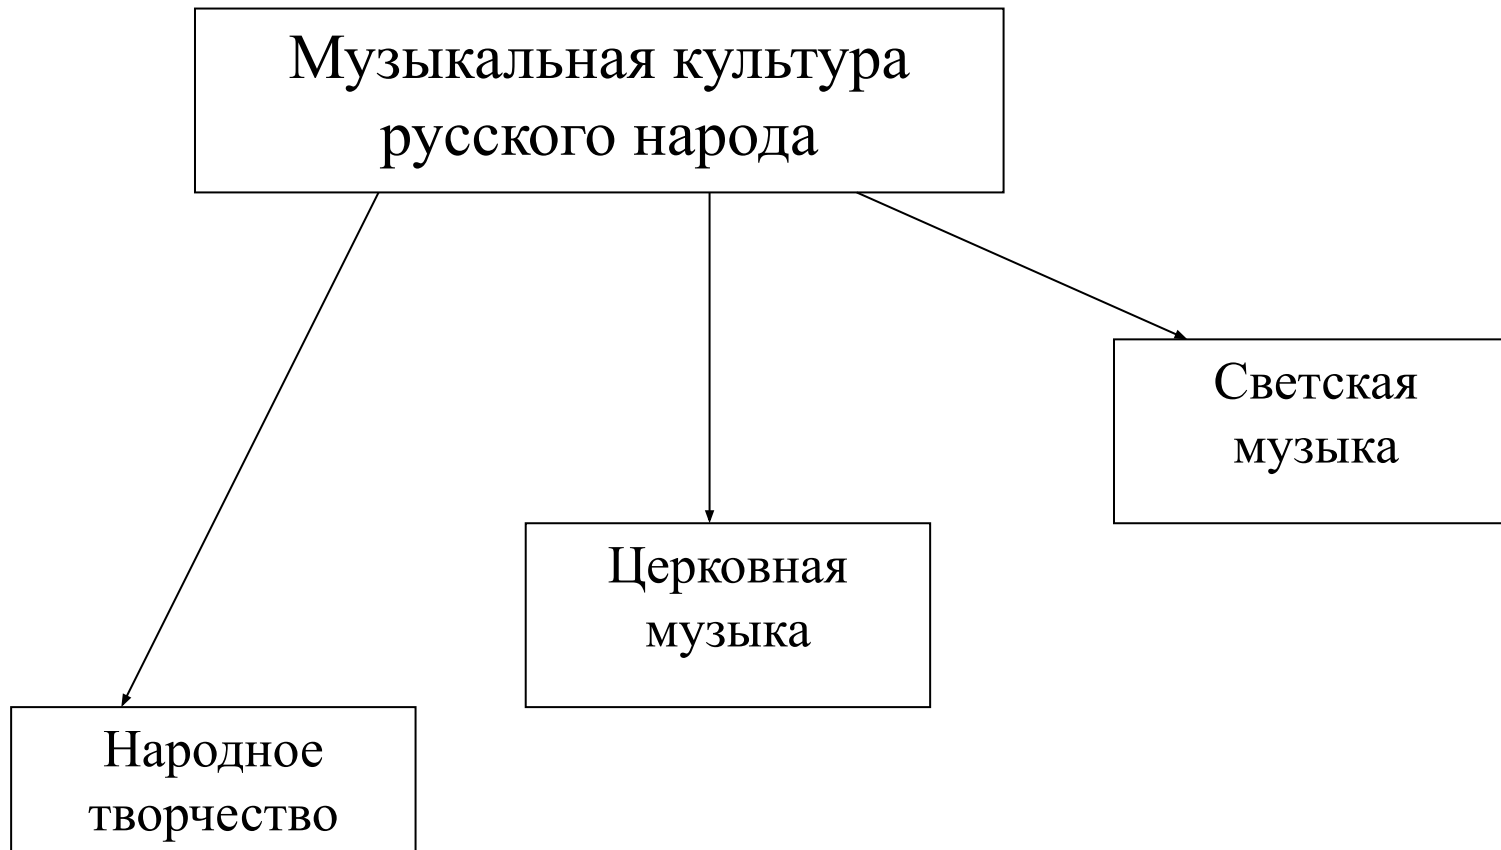 Музыкальная культура
русского народа
Светская
музыка
Церковная
музыка
Народное
творчество